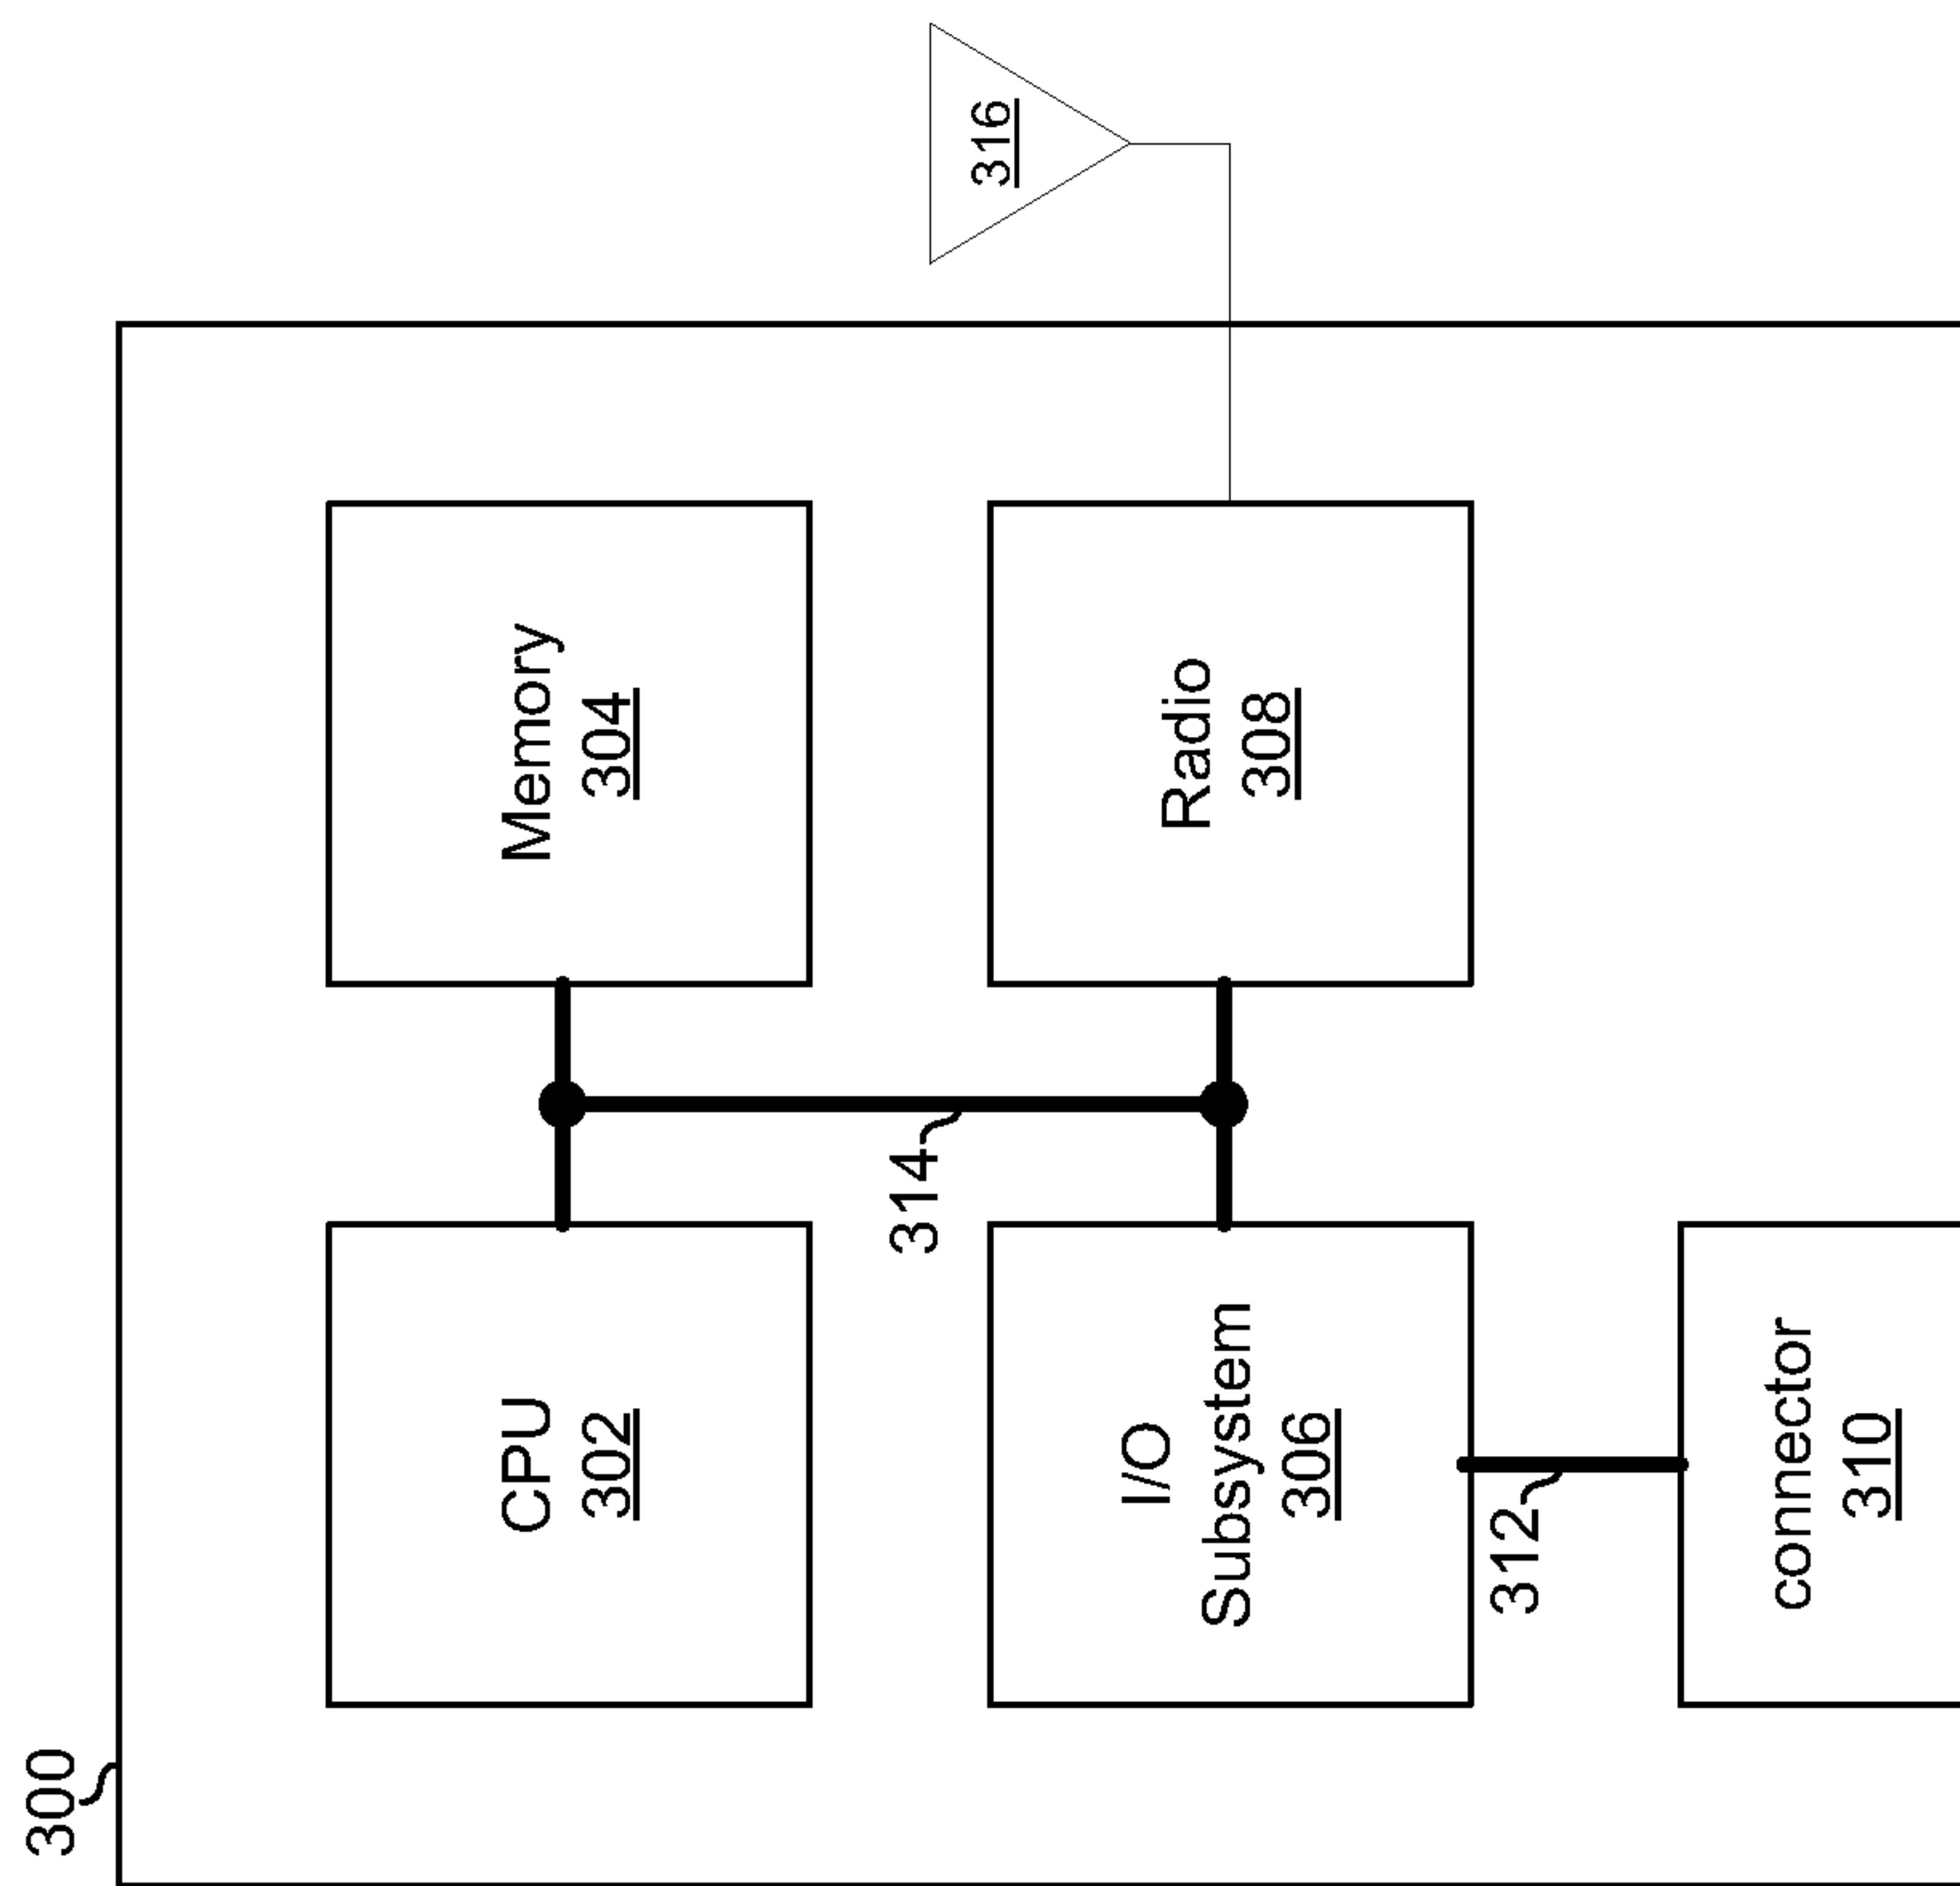 300
CPU
302
Memory
304
316
314
I/O
Subsystem
306
Radio
308
312
connector
310